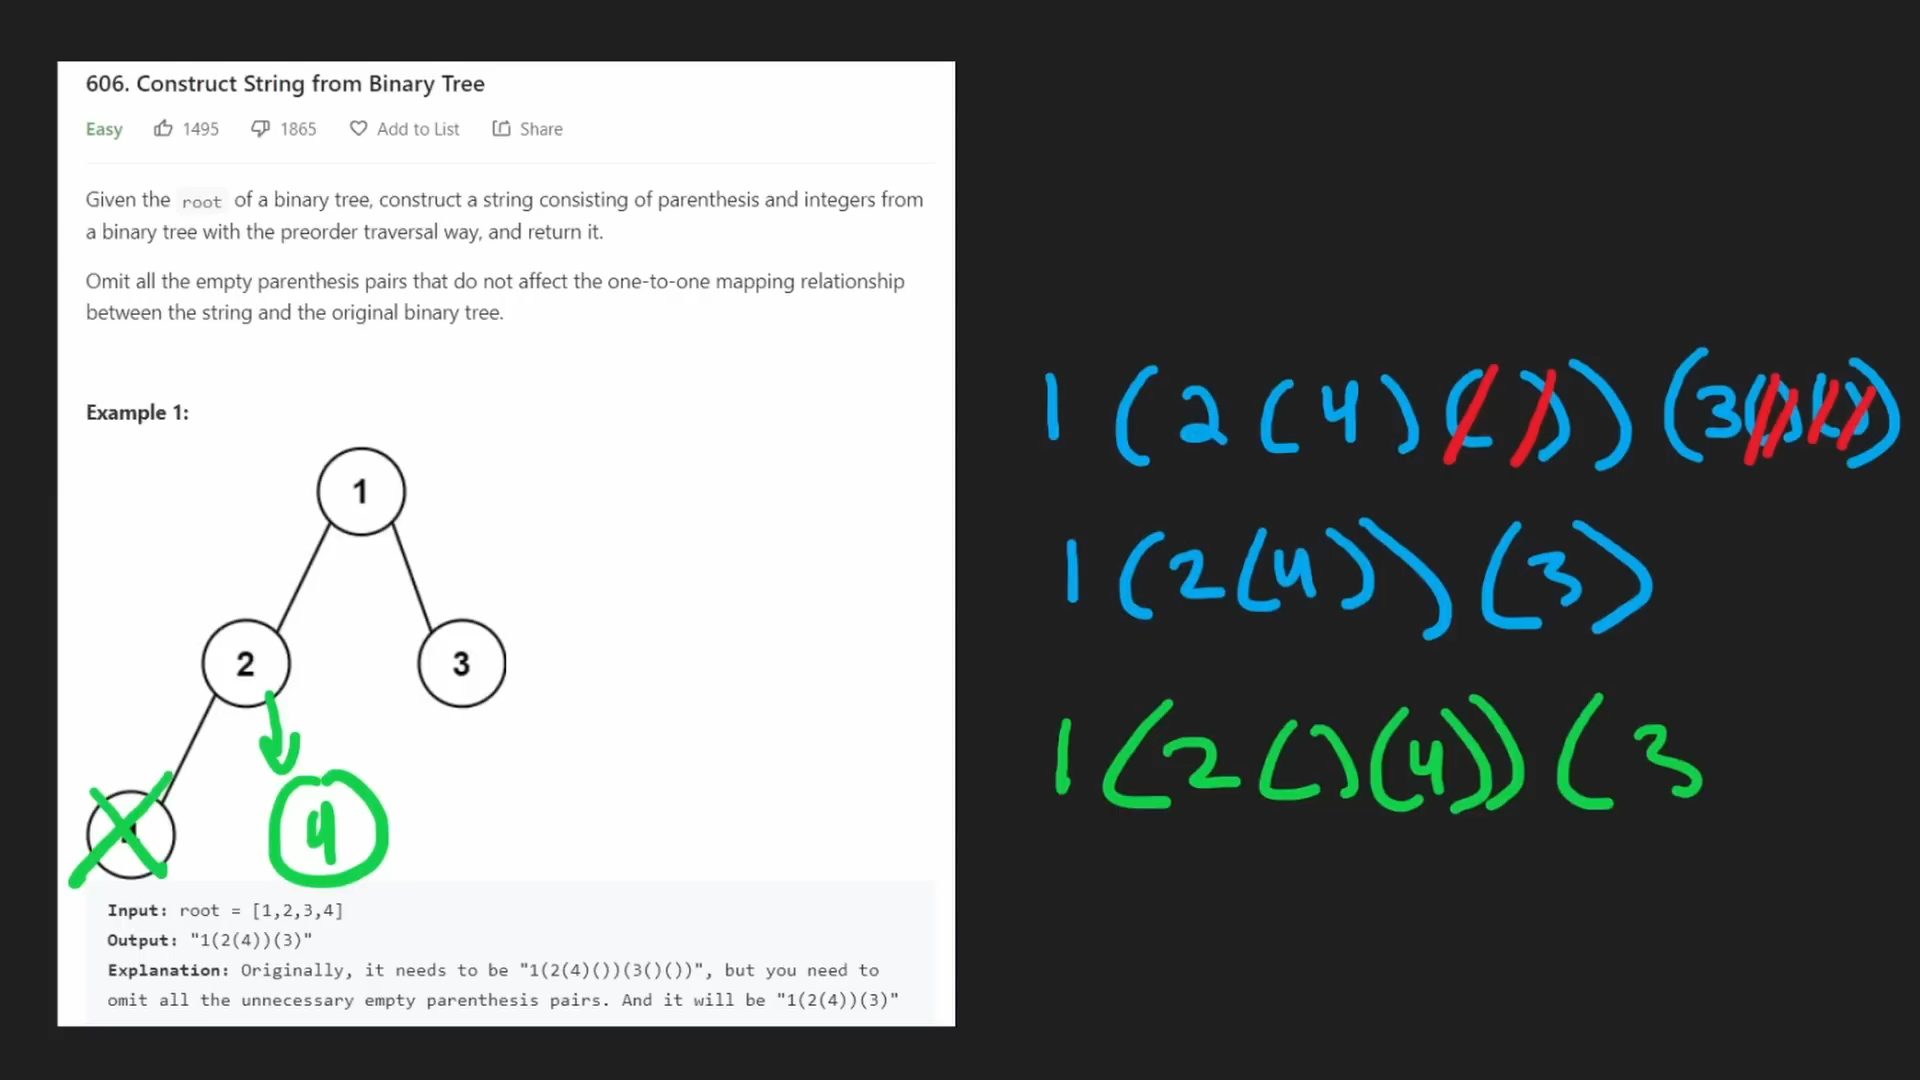 606. Construct String from Binary Tree
Easy 1495 1865 Add to List Share
Given the root of a binary tree, construct a string consisting of parenthesis and integers from
a binary tree with the preorder traversal way, and return it.
Omit all the empty parenthesis pairs that do not affect the one-to-one mapping relationship
between the string and the original binary tree.
Example 1:
1
2 3
4
Input: root = [1,2,3,4]
Output: "1(2(4))(3)"
Explanation: Originally, it needs to be "1(2(4)())(3()())", but you need to
omit all the unnecessary empty parenthesis pairs. And it will be "1(2(4))(3)"
1(2(4)())(3()())
1(2(4))(3)
1(2()(4))(3